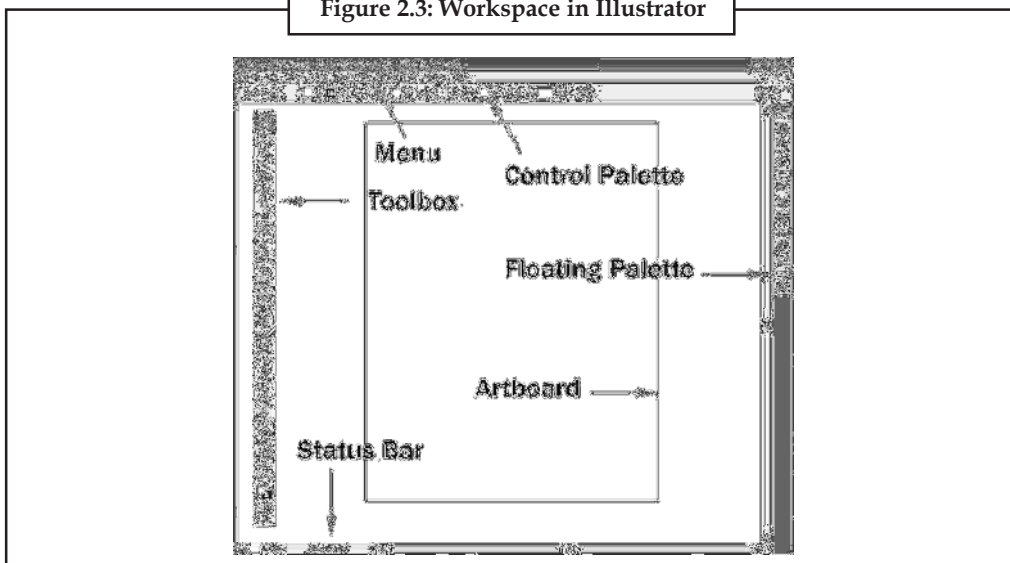 Figure 2.3: Workspace in Illustrator
Menu
Control Palette
Toolbox
Floating Palette
Artboard
Status Bar